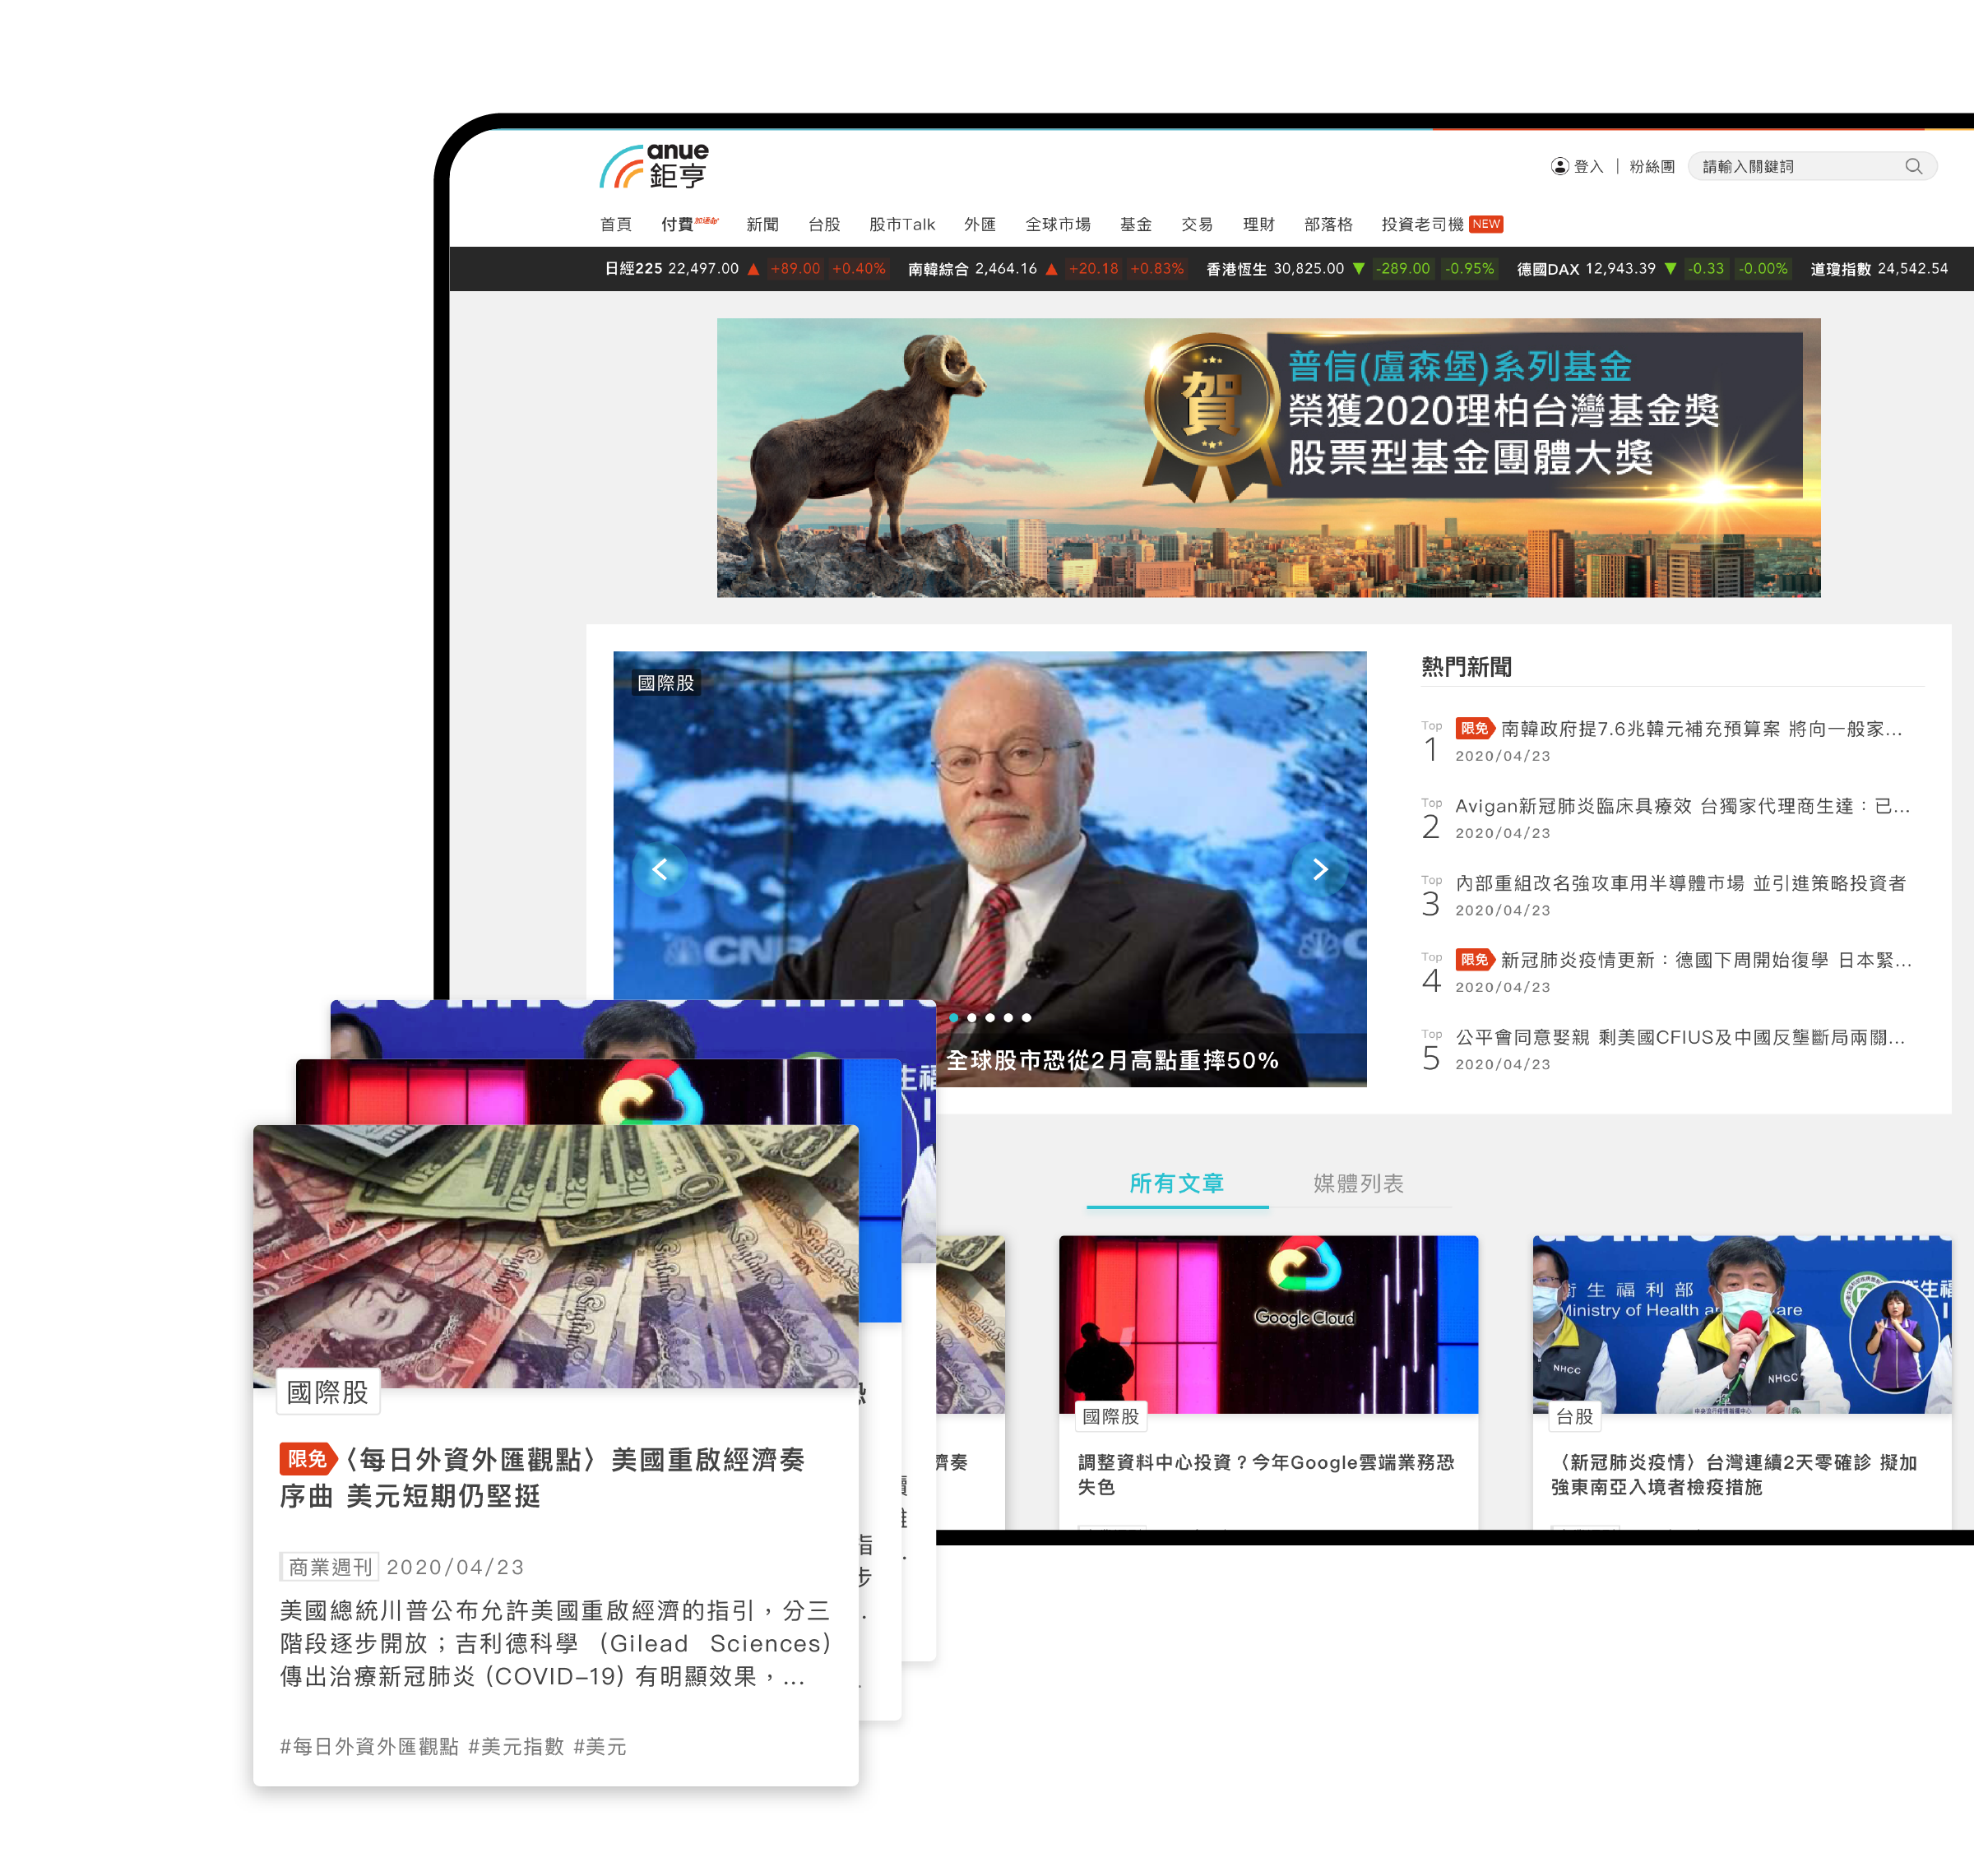 anue
鉅亨
登入 | 粉絲團 請輸入關鍵詞
首頁 付費 新聞 台股 股市Talk 外匯 全球市場 基金 交易 理財 部落格 投資老司機 NEW
日經225 22,497.00 ▲ +89.00 +0.40% 南韓綜合 2,464.16 ▲ +20.18 +0.83% 香港恆生 30,825.00 ▼ -289.00 -0.95% 德國DAX 12,943.39 ▼ -0.33 -0.00% 道瓊指數 24,542.54
賀
普信(盧森堡)系列基金
榮獲2020理柏台灣基金獎
股票型基金團體大獎
國際股
CNBC
全球股市恐從2月高點重摔50%
熱門新聞
Top 1
限免 南韓政府提7.6兆韓元補充預算案 將向一般家...
2020/04/23
Top 2
Avigan新冠肺炎臨床具療效 台獨家代理商生達：已...
2020/04/23
Top 3
內部重組改名強攻車用半導體市場 並引進策略投資者
2020/04/23
Top 4
限免 新冠肺炎疫情更新：德國下周開始復學 日本緊...
2020/04/23
Top 5
公平會同意娶親 剩美國CFIUS及中國反壟斷局兩關...
2020/04/23
所有文章 媒體列表
濟奏
Google Cloud
國際股
調整資料中心投資？今年Google雲端業務恐
失色
衛生福利部
Ministry of Health
NHCC
NHCC
台股
〈新冠肺炎疫情〉台灣連續2天零確診 擬加
強東南亞入境者檢疫措施
國際股
限免〈每日外資外匯觀點〉美國重啟經濟奏
序曲 美元短期仍堅挺
商業週刊 2020/04/23
美國總統川普公布允許美國重啟經濟的指引，分三
階段逐步開放；吉利德科學 (Gilead Sciences)
傳出治療新冠肺炎 (COVID-19) 有明顯效果，...
#每日外資外匯觀點 #美元指數 #美元